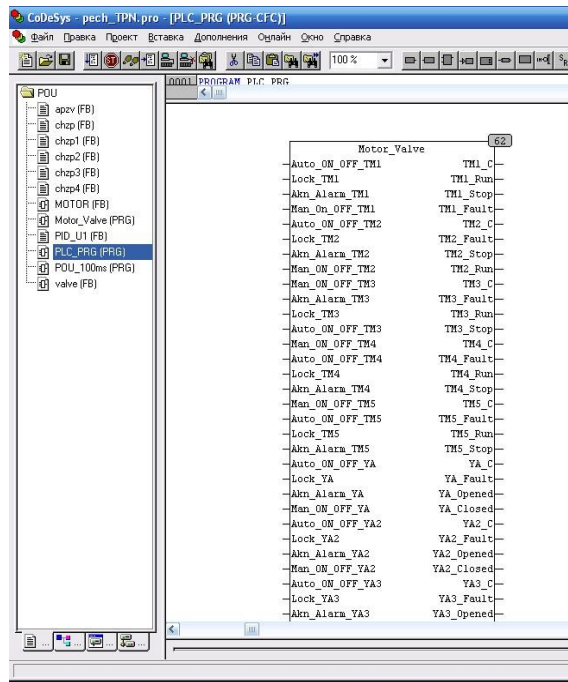 CoDeSys - pech_TPN.pro - [PLC_PRG (PRG-CFC)]
Файл Правка Проект Вставка Дополнения Онлайн Окно Справка
100 %
0001 PROGRAM PLC_PRG
POU
apzv (FB)
chzp (FB)
chzp1 (FB)
chzp2 (FB)
chzp3 (FB)
chzp4 (FB)
MOTOR (FB)
Motor_Valve (PRG)
PID_U1 (FB)
PLC_PRG (PRG)
POU_100ms (PRG)
valve (FB)
62
Motor_Valve
Auto_ON_OFF_TM1 TM1_C
Lock_TM1 TM1_Run
Akn_Alarm_TM1 TM1_Stop
Man_On_OFF_TM1 TM1_Fault
Auto_ON_OFF_TM2 TM2_C
Lock_TM2 TM2_Fault
Akn_Alarm_TM2 TM2_Stop
Man_ON_OFF_TM2 TM2_Run
Man_ON_OFF_TM3 TM3_C
Akn_Alarm_TM3 TM3_Fault
Lock_TM3 TM3_Run
Auto_ON_OFF_TM3 TM3_Stop
Man_ON_OFF_TM4 TM4_C
Auto_ON_OFF_TM4 TM4_Fault
Lock_TM4 TM4_Run
Akn_Alarm_TM4 TM4_Stop
Man_ON_OFF_TM5 TM5_C
Auto_ON_OFF_TM5 TM5_Fault
Lock_TM5 TM5_Run
Akn_Alarm_TM5 TM5_Stop
Auto_ON_OFF_YA YA_C
Lock_YA YA_Fault
Akn_Alarm_YA YA_Opened
Man_ON_OFF_YA YA_Closed
Auto_ON_OFF_YA2 YA2_C
Lock_YA2 YA2_Fault
Akn_Alarm_YA2 YA2_Opened
Man_ON_OFF_YA2 YA2_Closed
Auto_ON_OFF_YA3 YA3_C
Lock_YA3 YA3_Fault
Akn_Alarm_YA3 YA3_Opened